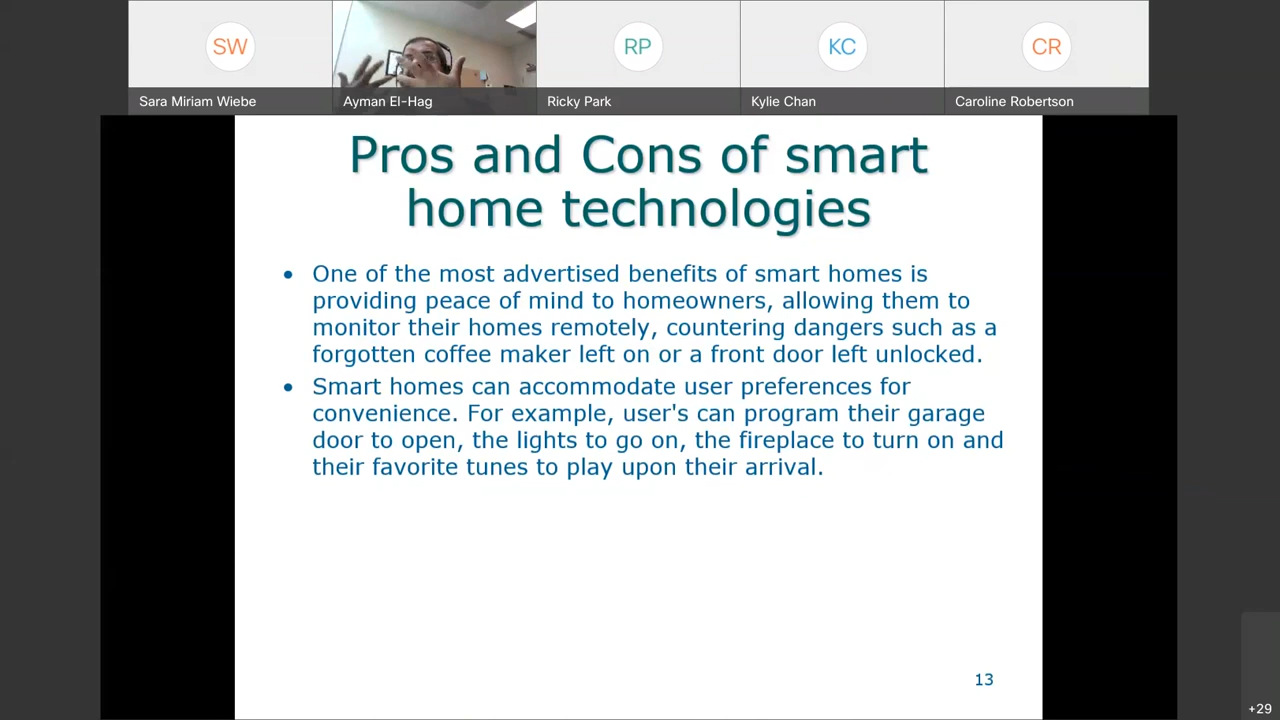 SW
RP
KC
CR
Sara Miriam Wiebe
Ayman El-Hag
Ricky Park
Kylie Chan
Caroline Robertson
Pros and Cons of smart
home technologies
• One of the most advertised benefits of smart homes is
providing peace of mind to homeowners, allowing them to
monitor their homes remotely, countering dangers such as a
forgotten coffee maker left on or a front door left unlocked.
• Smart homes can accommodate user preferences for
convenience. For example, user's can program their garage
door to open, the lights to go on, the fireplace to turn on and
their favorite tunes to play upon their arrival.
13
+29